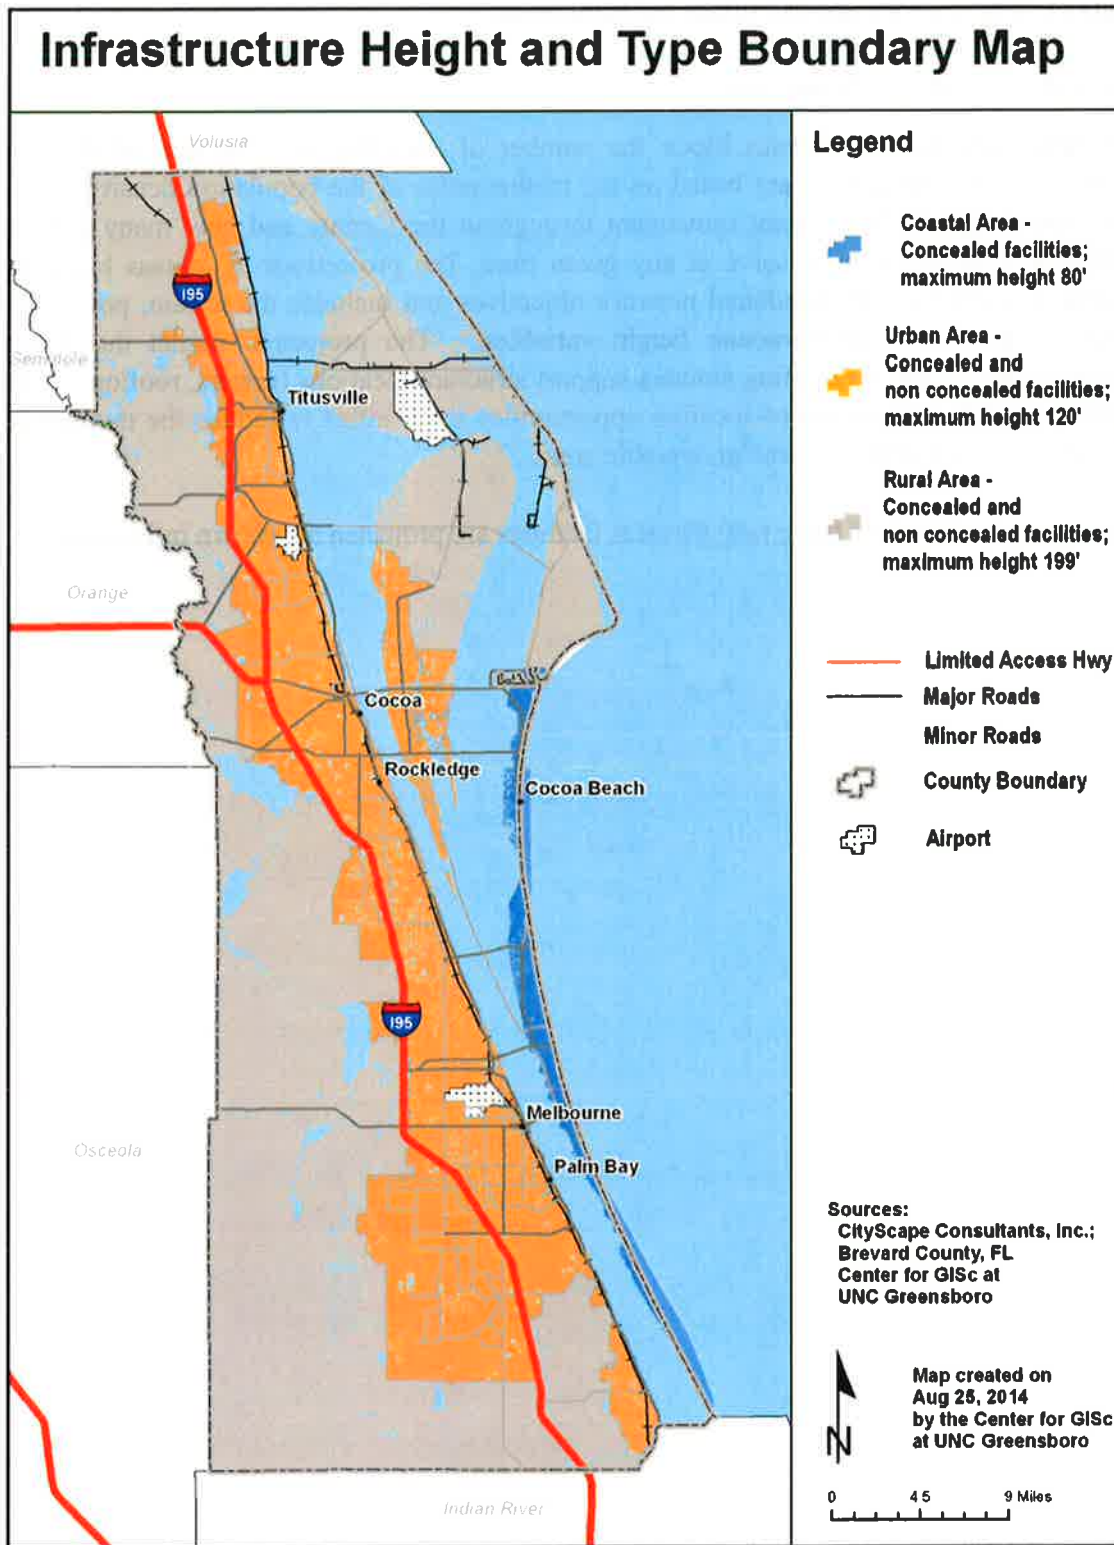 Infrastructure Height and Type Boundary Map
Volusia
195
Seminole
Titusville
Orange
Cocoa
Rockledge
Cocoa Beach
195
Melbourne
Osceola
Palm Bay
Indian River
Legend
Coastal Area -
Concealed facilities;
maximum height 80'
Urban Area -
Concealed and
non concealed facilities;
maximum height 120'
Rural Area -
Concealed and
non concealed facilities;
maximum height 199'
Limited Access Hwy
Major Roads
Minor Roads
County Boundary
Airport
Sources:
CityScape Consultants, Inc.;
Brevard County, FL
Center for GISc at
UNC Greensboro
Map created on
Aug 25, 2014
by the Center for GISc
at UNC Greensboro
N
0 4 5 9 Miles